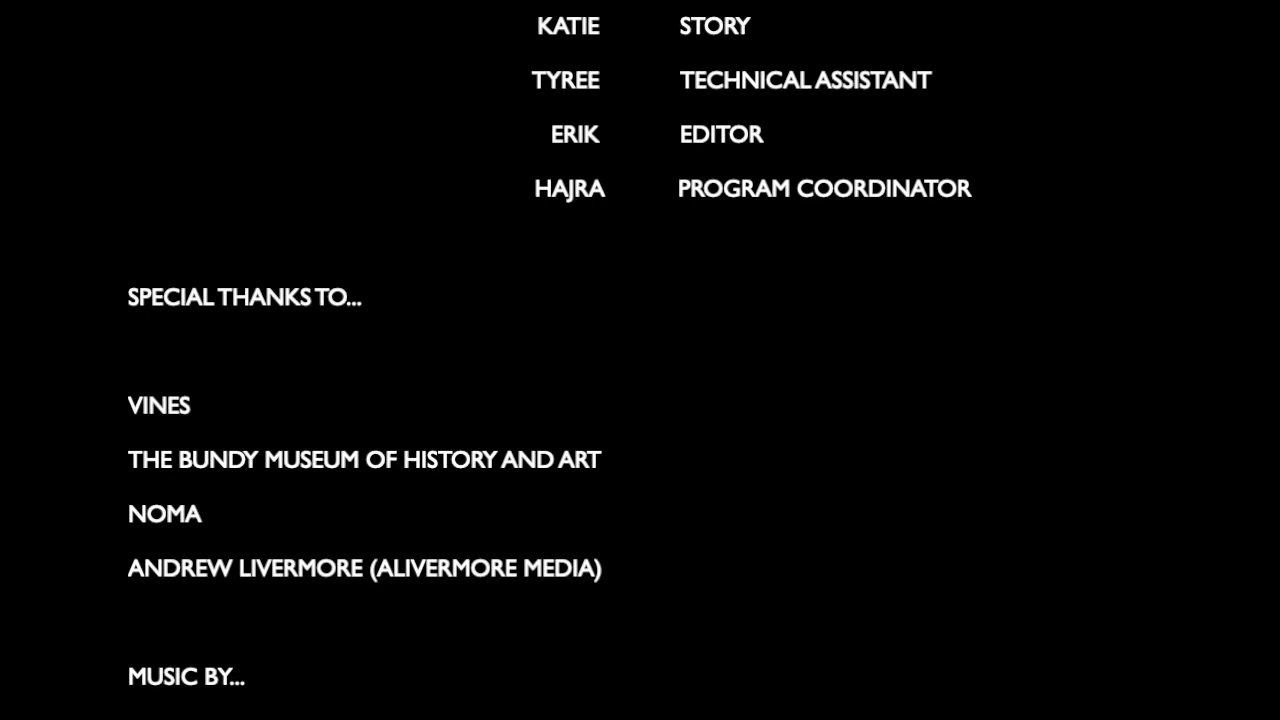 KATIE STORY
TYREE TECHNICAL ASSISTANT
ERIK EDITOR
HAJRA PROGRAM COORDINATOR
SPECIAL THANKS TO...
VINES
THE BUNDY MUSEUM OF HISTORY AND ART
NOMA
ANDREW LIVERMORE (ALIVERMORE MEDIA)
MUSIC BY...